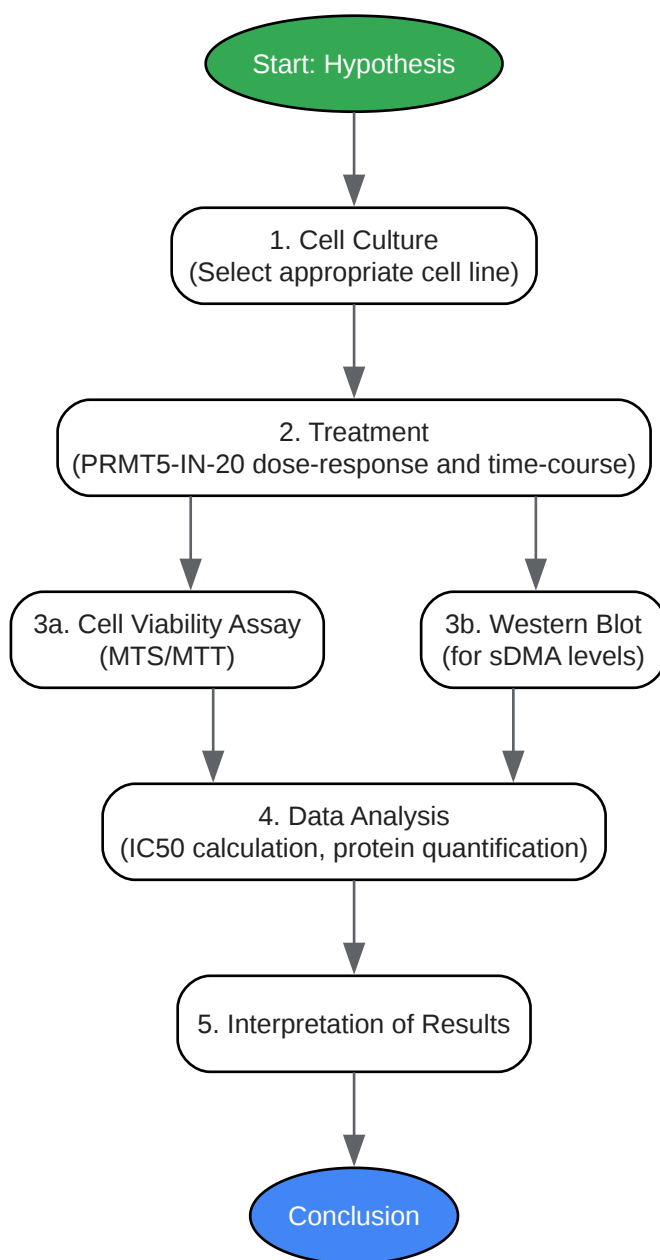 Start: Hypothesis
1. Cell Culture
(Select appropriate cell line)
2. Treatment
(PRMT5-IN-20 dose-response and time-course)
3a. Cell Viability Assay
(MTS/MTT)
3b. Western Blot
(for sDMA levels)
4. Data Analysis
(IC50 calculation, protein quantification)
5. Interpretation of Results
Conclusion